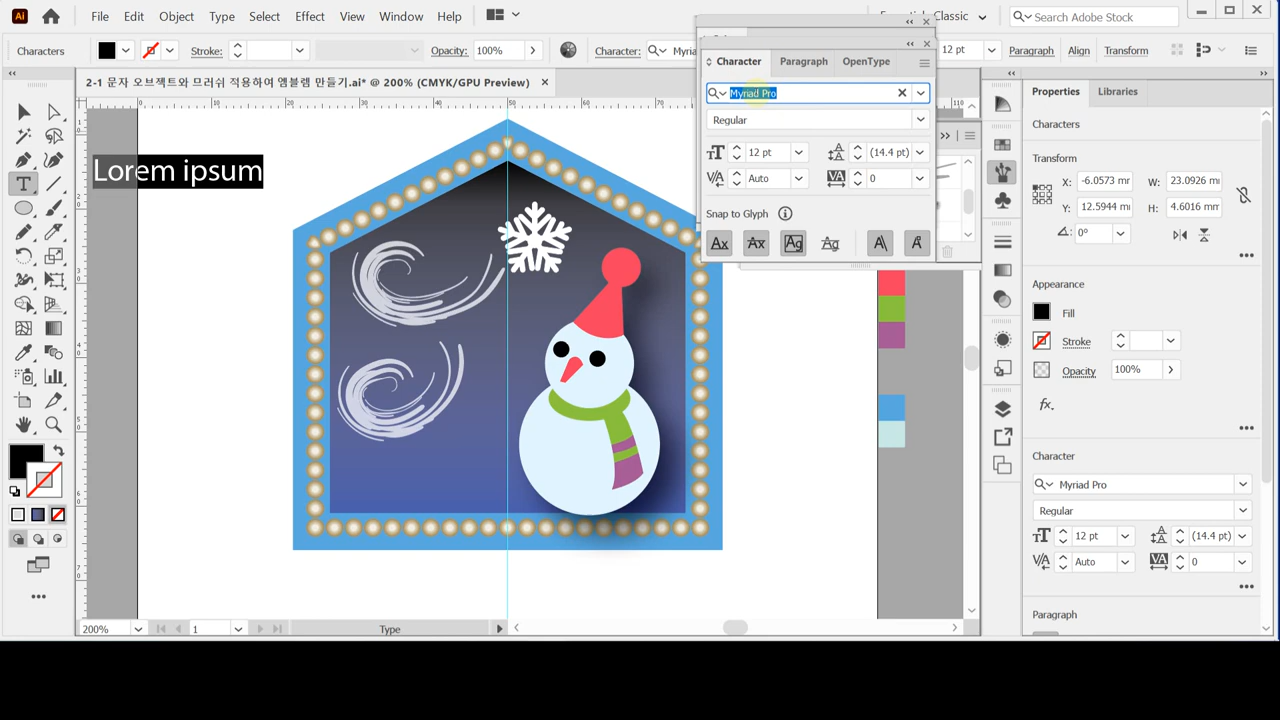 Ai
File Edit Object Type Select Effect View Window Help
Search Adobe Stock
Characters Stroke: Opacity: 100% Character: 12 pt Paragraph Align Transform
2-1 문자 오브젝트와 브러쉬 적용하여 엠블렘 만들기.ai* @ 200% (CMYK/GPU Preview)
Character Paragraph OpenType
Myriad Pro
Regular
12 pt (14.4 pt)
Auto 0
Snap to Glyph
Lorem ipsum
Properties Libraries
Characters
Transform
X: -6.0573 mr W: 23.0926 mr
Y: 12.5944 mr H: 4.6016 mm
0°
Appearance
Fill
Stroke
Opacity 100%
fx.
Character
Myriad Pro
Regular
12 pt (14.4 pt)
Auto 0
Paragraph
200% 1 Type